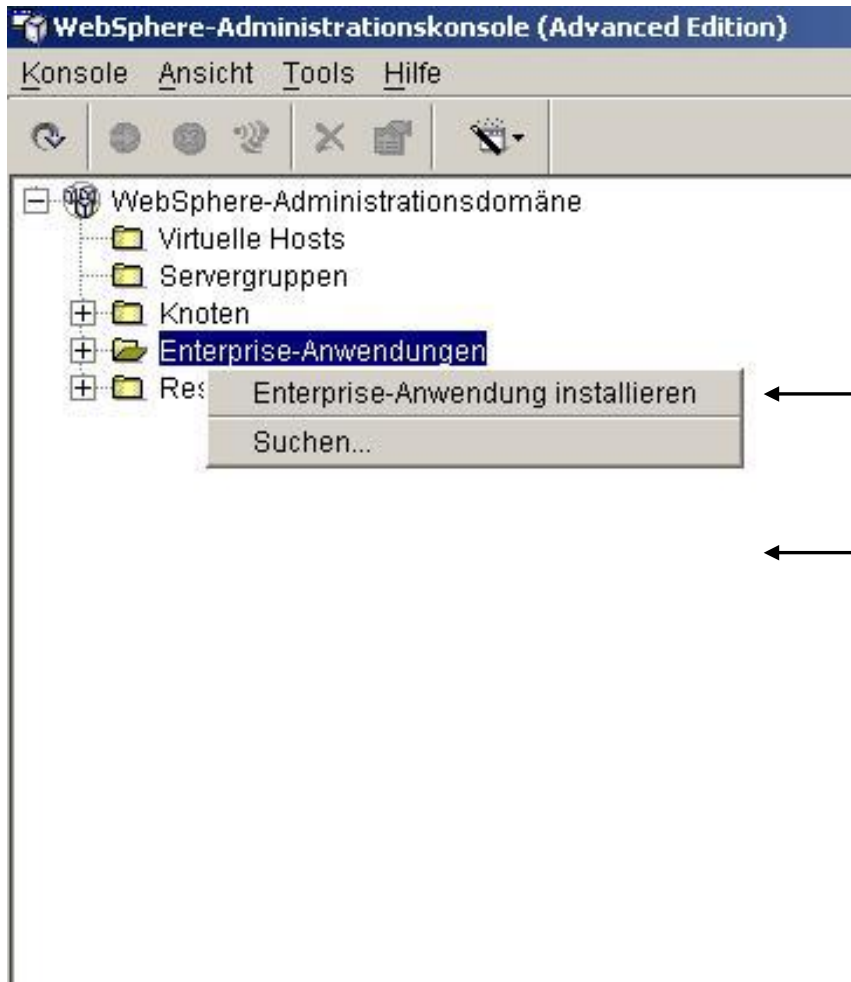 WebSphere-Administrationskonsole (Advanced Edition)
Konsole Ansicht Tools Hilfe
WebSphere-Administrationsdomäne
Virtuelle Hosts
Servergruppen
Knoten
Enterprise-Anwendungen
Res
Enterprise-Anwendung installieren
Suchen...